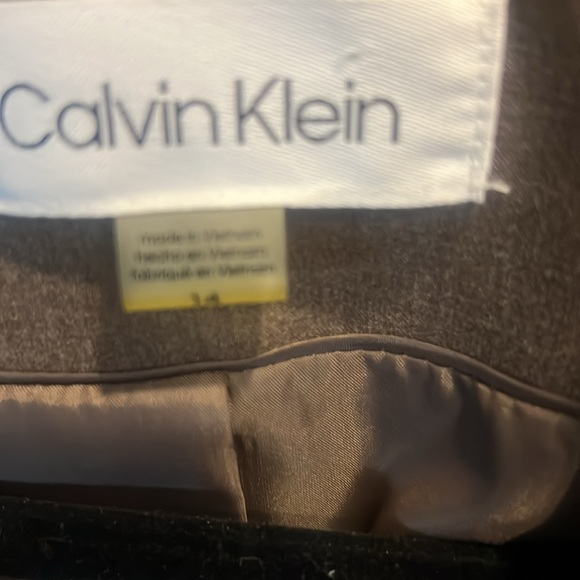 Calvin Klein
made in Vietnam
hecho en Vietnam
fabriqué en Vietnam
14